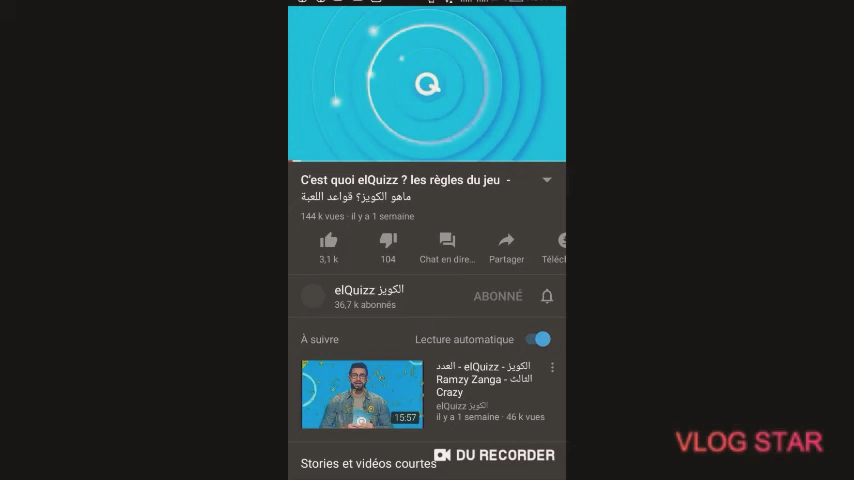 Q
C'est quoi elQuizz ? les règles du jeu -
ماهو الكويز؟ قواعد اللعبة
144 k vues · il y a 1 semaine
3,1 k
104
Chat en dire...
Partager
Téléch
elQuizz الكويز
36,7 k abonnés
ABONNÉ
À suivre
Lecture automatique
الكويز - elQuizz - العدد
الثالث - Ramzy Zanga
Crazy
elQuizz الكويز
il y a 1 semaine · 46 k vues
15:57
Stories et vidéos courtes
DU RECORDER
VLOG STAR